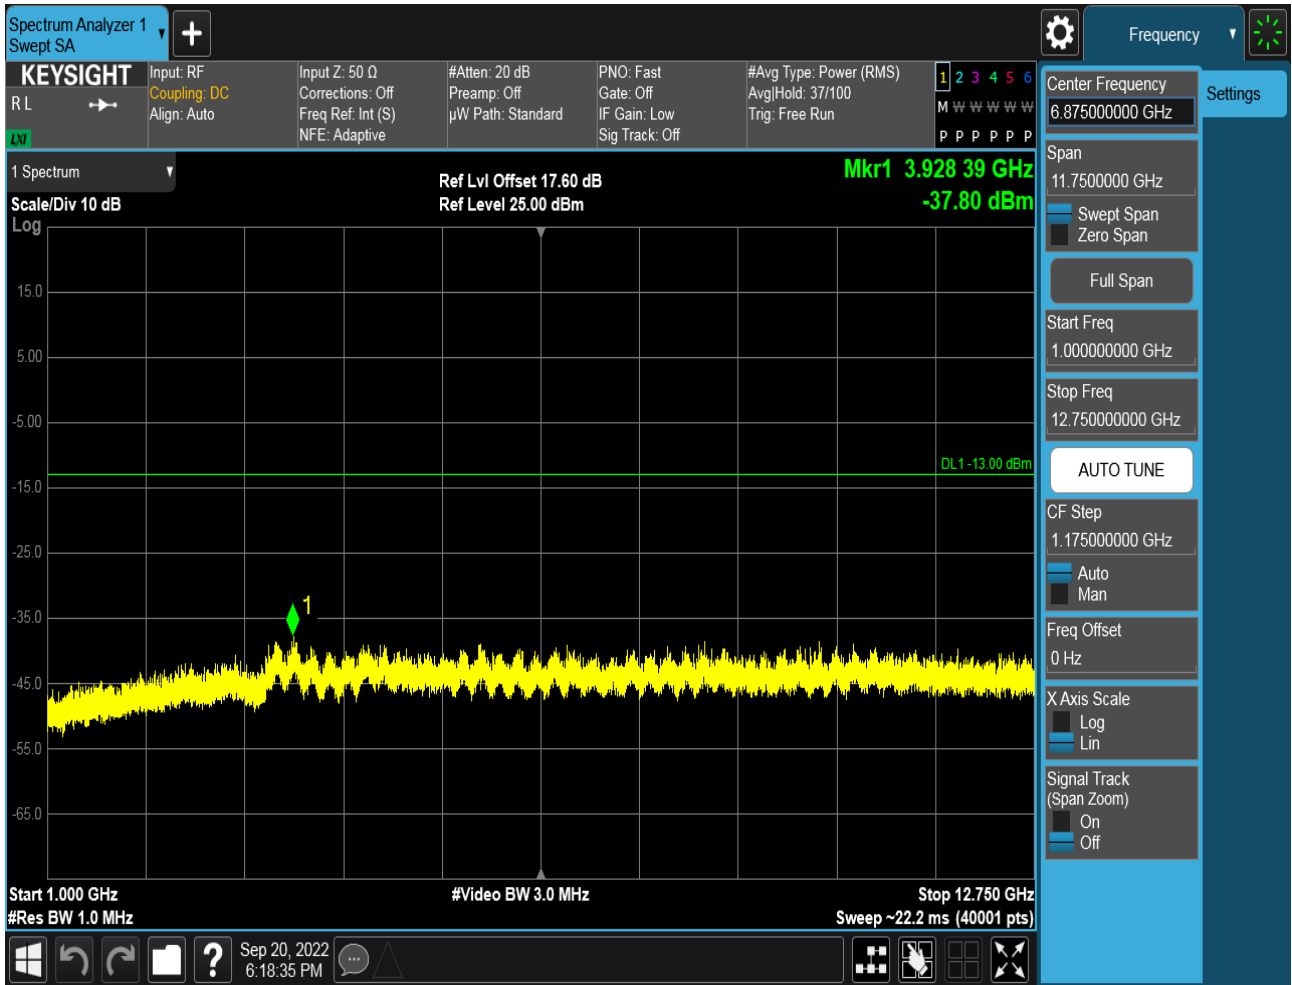 Spectrum Analyzer 1
Swept SA
Frequency
KEYSIGHT
R L
LXI
Input: RF
Coupling: DC
Align: Auto
Input Z: 50 Ω
Corrections: Off
Freq Ref: Int (S)
NFE: Adaptive
#Atten: 20 dB
Preamp: Off
µW Path: Standard
PNO: Fast
Gate: Off
IF Gain: Low
Sig Track: Off
#Avg Type: Power (RMS)
Avg|Hold: 37/100
Trig: Free Run
1 2 3 4 5 6
M W W W W W
P P P P P P
1 Spectrum
Scale/Div 10 dB
Log
Ref Lvl Offset 17.60 dB
Ref Level 25.00 dBm
Mkr1 3.928 39 GHz
-37.80 dBm
15.0
5.00
-5.00
DL1 -13.00 dBm
-15.0
-25.0
1
-35.0
-45.0
-55.0
-65.0
Start 1.000 GHz
#Res BW 1.0 MHz
#Video BW 3.0 MHz
Stop 12.750 GHz
Sweep ~22.2 ms (40001 pts)
Sep 20, 2022
6:18:35 PM
Center Frequency
6.875000000 GHz
Settings
Span
11.7500000 GHz
Swept Span
Zero Span
Full Span
Start Freq
1.000000000 GHz
Stop Freq
12.750000000 GHz
AUTO TUNE
CF Step
1.175000000 GHz
Auto
Man
Freq Offset
0 Hz
X Axis Scale
Log
Lin
Signal Track
(Span Zoom)
On
Off